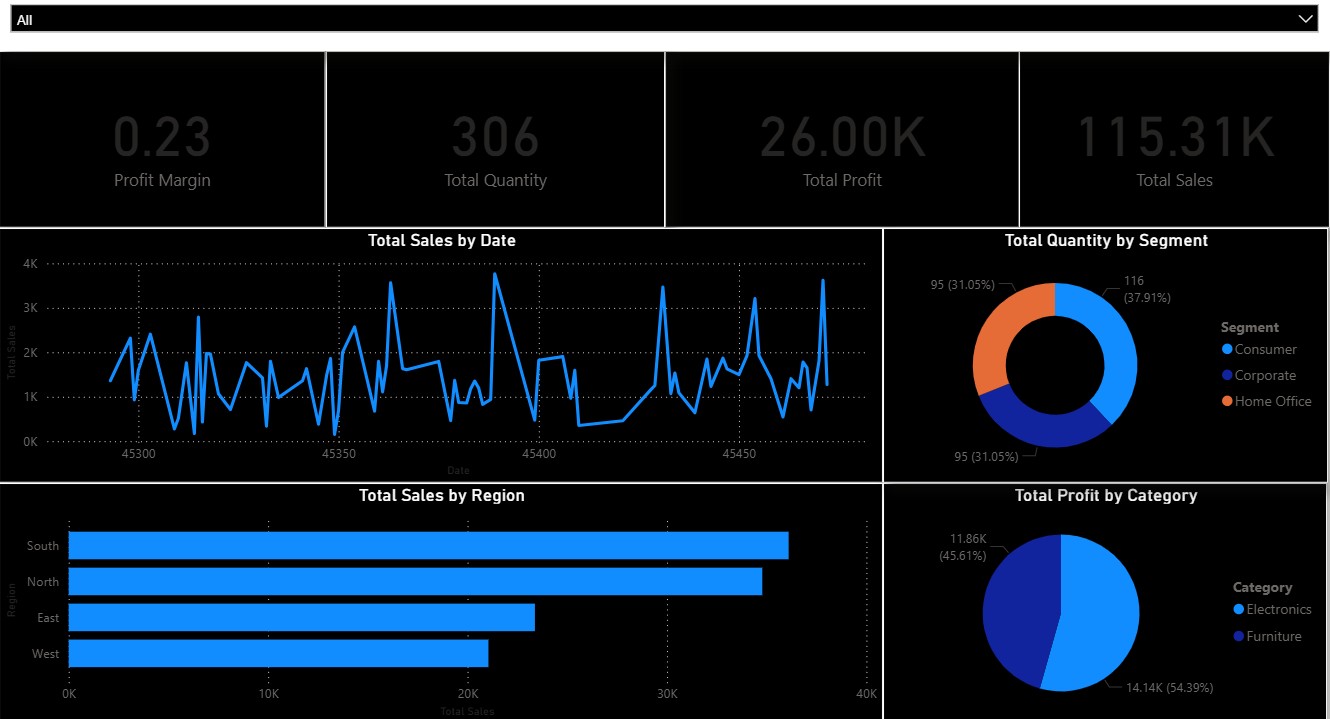 All
0.23
Profit Margin
306
Total Quantity
26.00K
Total Profit
115.31K
Total Sales
Total Sales by Date
4K
3K
2K
1K
0K
Total Sales
45300
45350
45400
45450
Date
Total Quantity by Segment
95 (31.05%)
116
(37.91%)
95 (31.05%)
Segment
Consumer
Corporate
Home Office
Total Sales by Region
South
North
East
West
Region
0K
10K
20K
30K
40K
Total Sales
Total Profit by Category
11.86K
(45.61%)
14.14K (54.39%)
Category
Electronics
Furniture